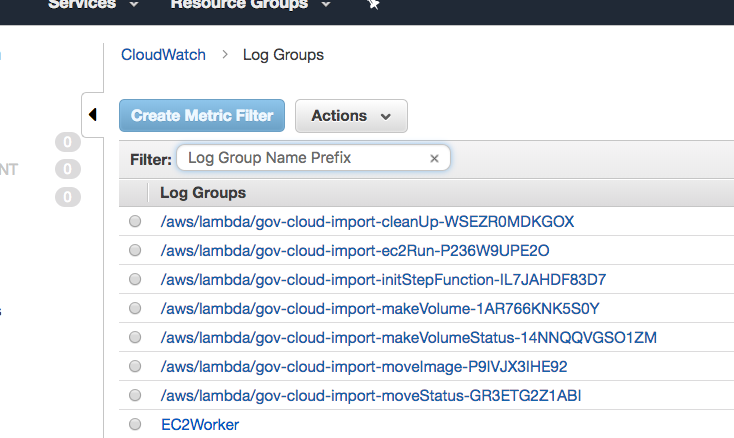 Services Resource Groups
CloudWatch > Log Groups
Create Metric Filter Actions
0
NT 0
0
Filter: Log Group Name Prefix ×
Log Groups
/aws/lambda/gov-cloud-import-cleanUp-WSEZR0MDKGOX
/aws/lambda/gov-cloud-import-ec2Run-P236W9UPE2O
/aws/lambda/gov-cloud-import-initStepFunction-IL7JAHDF83D7
/aws/lambda/gov-cloud-import-makeVolume-1AR766KNK5S0Y
/aws/lambda/gov-cloud-import-makeVolumeStatus-14NNQQVGSO1ZM
/aws/lambda/gov-cloud-import-moveImage-P9IVJX3IHE92
/aws/lambda/gov-cloud-import-moveStatus-GR3ETG2Z1ABI
EC2Worker